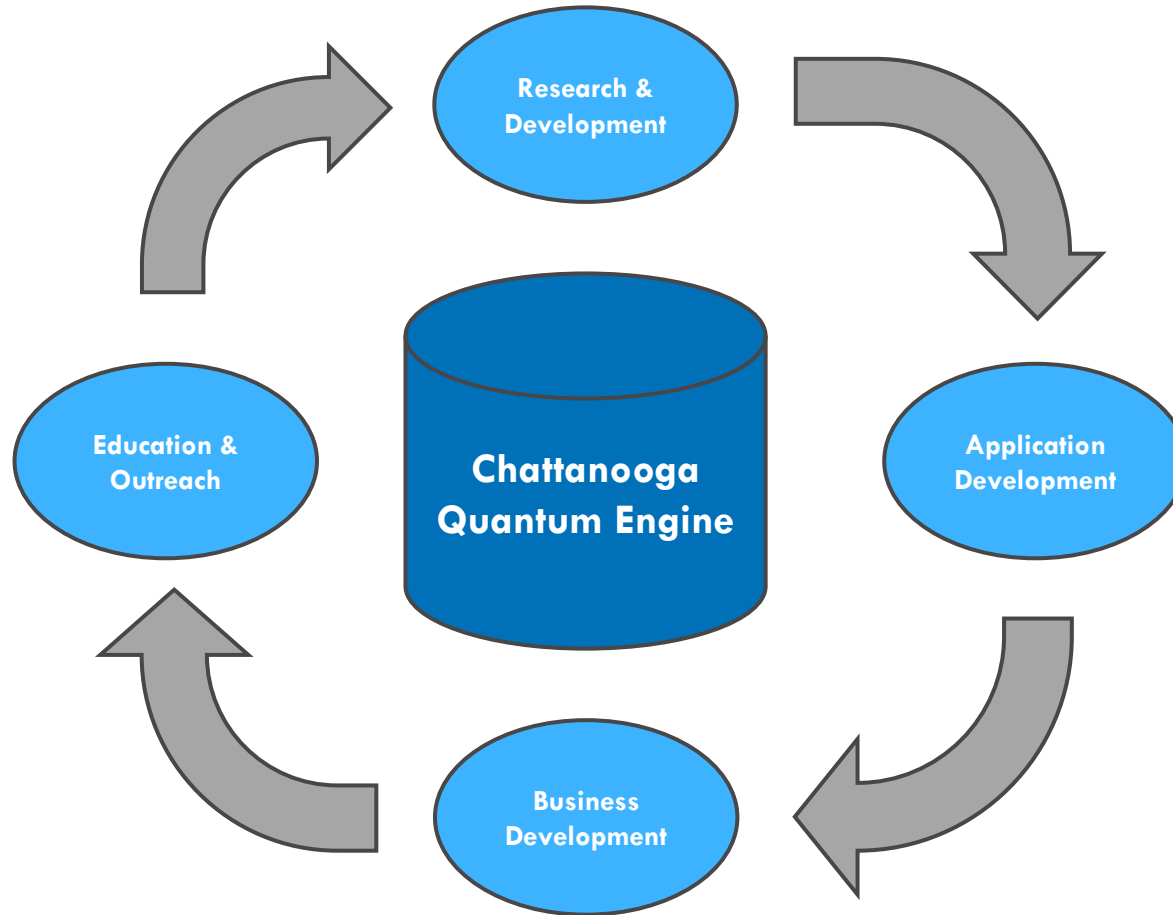 Research &
Development
Education &
Outreach
Chattanooga
Quantum Engine
Application
Development
Business
Development